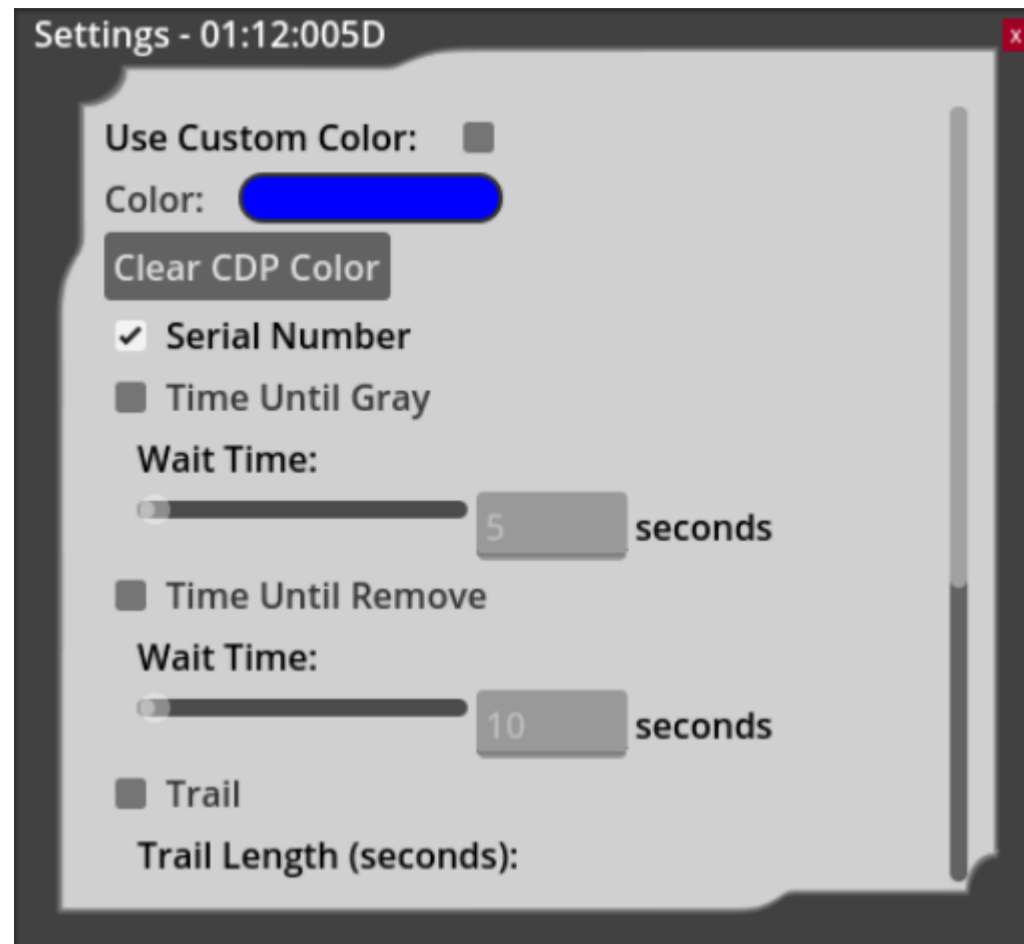 Settings - 01:12:005D
x
Use Custom Color:
Color:
Clear CDP Color
Serial Number
Time Until Gray
Wait Time:
5 seconds
Time Until Remove
Wait Time:
10 seconds
Trail
Trail Length (seconds):